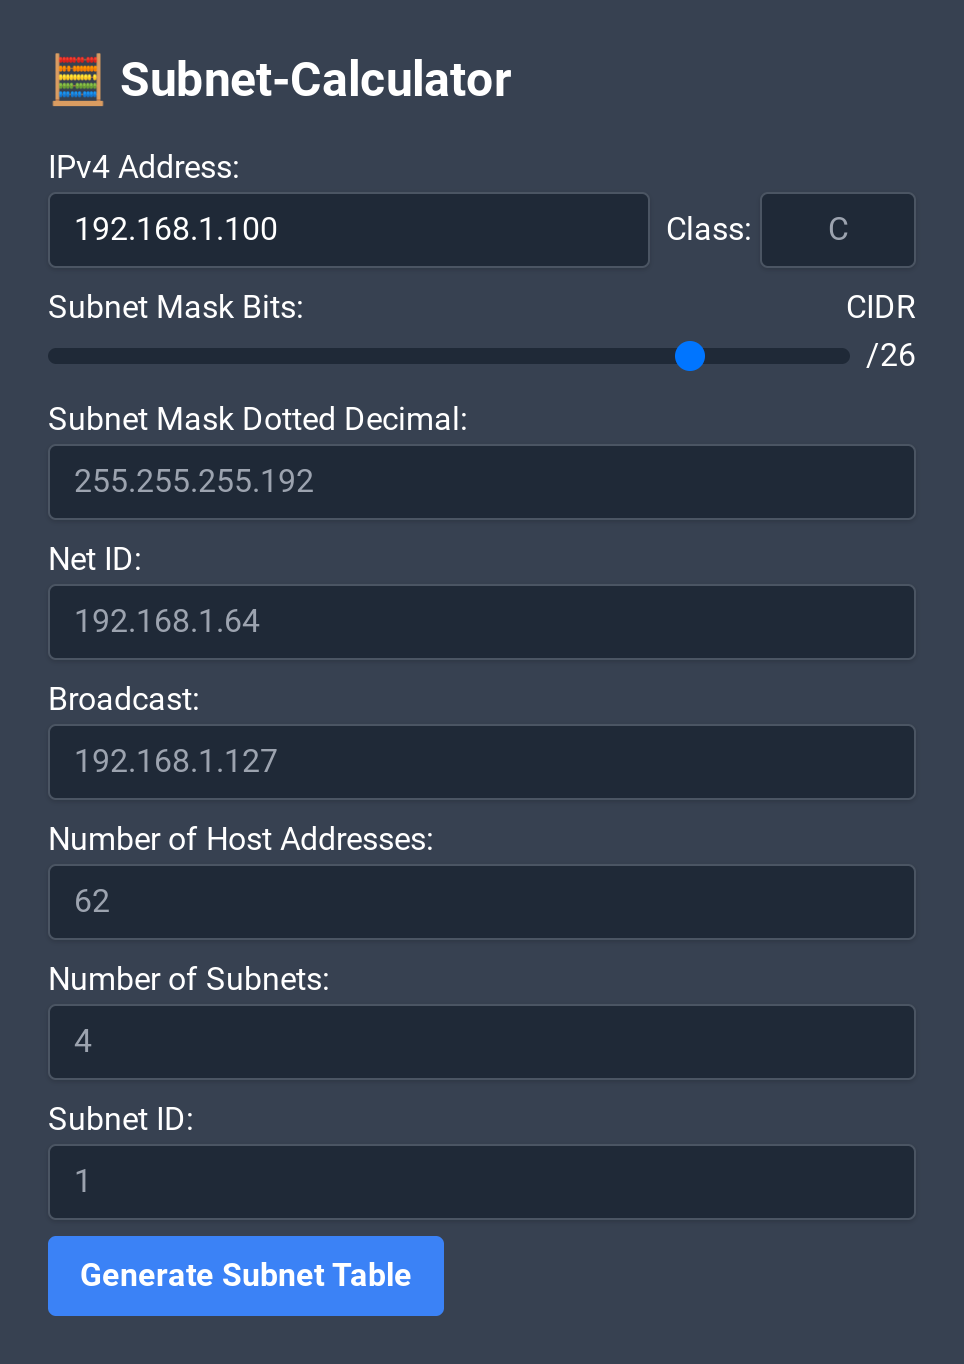 Subnet-Calculator
IPv4 Address:
192.168.1.100 Class: C
Subnet Mask Bits: CIDR
/26
Subnet Mask Dotted Decimal:
255.255.255.192
Net ID:
192.168.1.64
Broadcast:
192.168.1.127
Number of Host Addresses:
62
Number of Subnets:
4
Subnet ID:
1
Generate Subnet Table